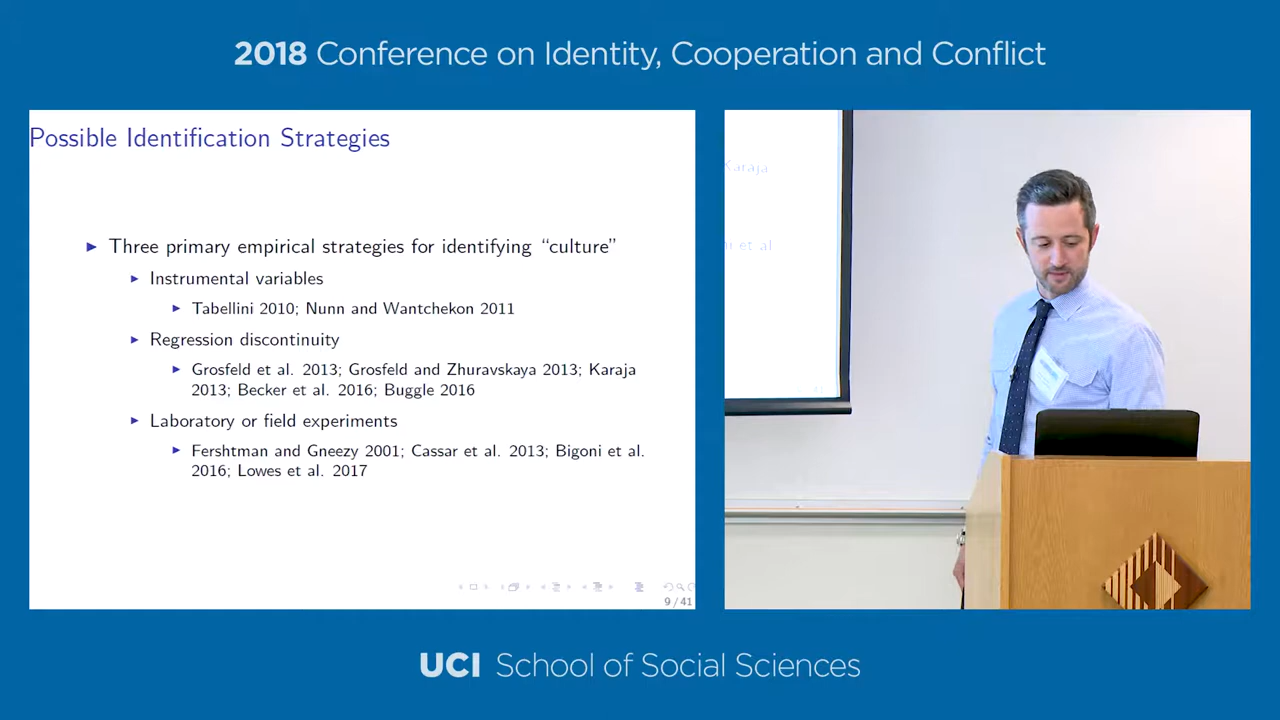 2018 Conference on Identity, Cooperation and Conflict
Possible Identification Strategies
Three primary empirical strategies for identifying “culture”
Instrumental variables
Tabellini 2010; Nunn and Wantchekon 2011
Regression discontinuity
Grosfeld et al. 2013; Grosfeld and Zhuravskaya 2013; Karaja
2013; Becker et al. 2016; Buggle 2016
Laboratory or field experiments
Fershtman and Gneezy 2001; Cassar et al. 2013; Bigoni et al.
2016; Lowes et al. 2017
9 / 41
Karaja
et al
UCI School of Social Sciences